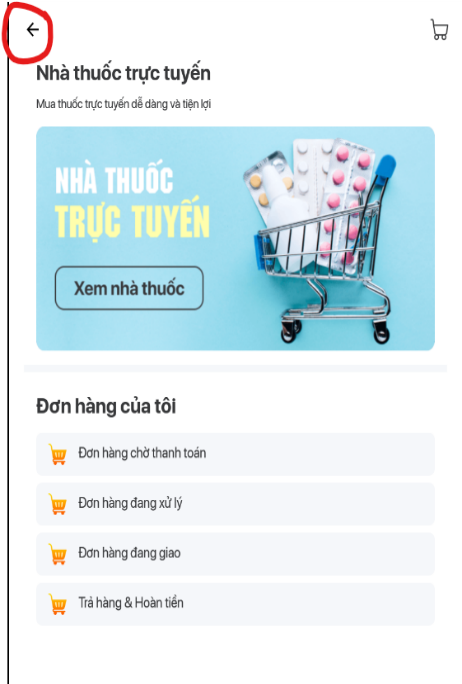 Nhà thuốc trực tuyến
Mua thuốc trực tuyến dễ dàng và tiện lợi
NHÀ THUỐC
TRỰC TUYẾN
Xem nhà thuốc
Đơn hàng của tôi
Đơn hàng chờ thanh toán
Đơn hàng đang xử lý
Đơn hàng đang giao
Trả hàng & Hoàn tiền